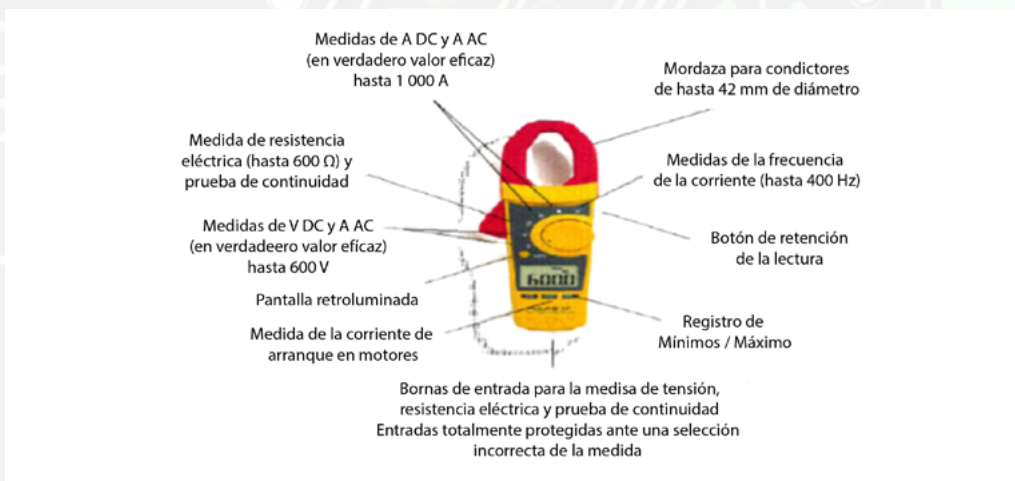 Medidas de A DC y A AC
(en verdadero valor eficaz)
hasta 1 000 A
Mordaza para condictores
de hasta 42 mm de diámetro
Medida de resistencia
eléctrica (hasta 600 Ω) y
prueba de continuidad
Medidas de la frecuencia
de la corriente (hasta 400 Hz)
Medidas de V DC y A AC
(en verdadeero valor efícaz)
hasta 600 V
Botón de retención
de la lectura
Pantalla retroluminada
6000
Medida de la corriente de
arranque en motores
Registro de
Mínimos / Máximo
Bornas de entrada para la medisa de tensión,
resistencia eléctrica y prueba de continuidad
Entradas totalmente protegidas ante una selección
incorrecta de la medida